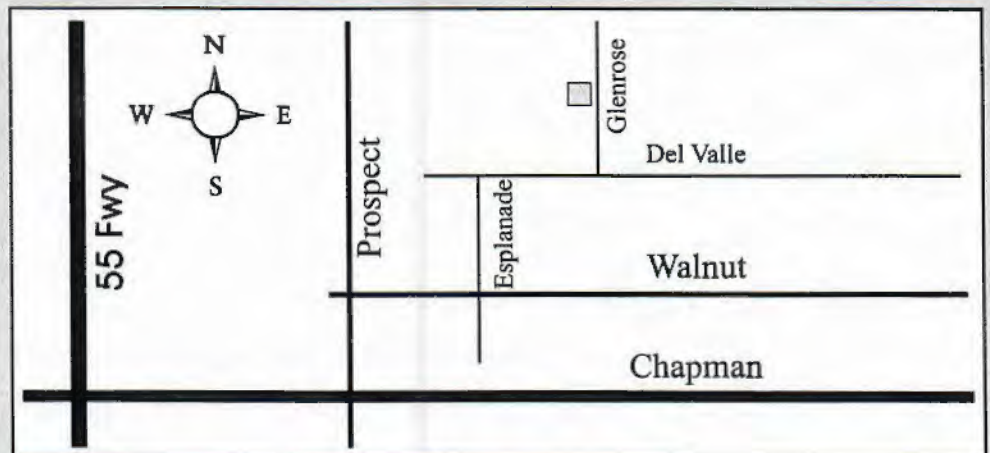 N
W
E
S
55 Fwy
Prospect
Glenrose
Del Valle
Esplanade
Walnut
Chapman